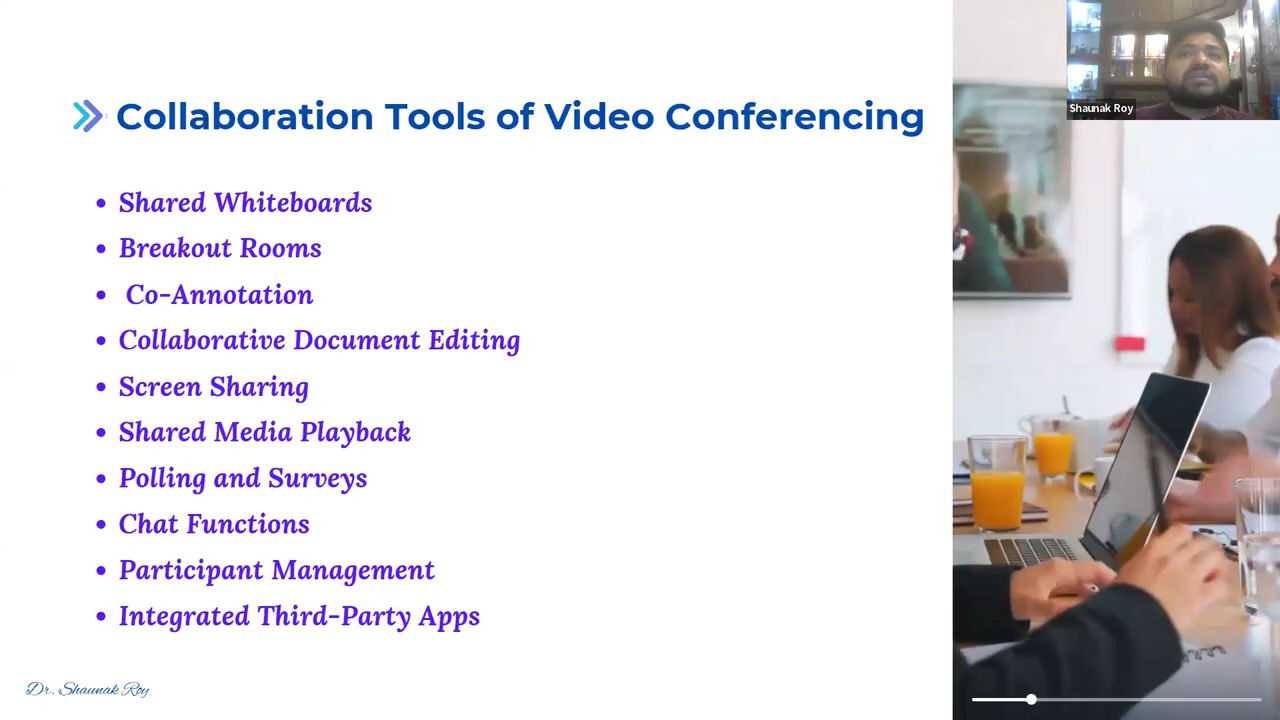 Collaboration Tools of Video Conferencing
Shaunak Roy
• Shared Whiteboards
• Breakout Rooms
• Co-Annotation
• Collaborative Document Editing
• Screen Sharing
• Shared Media Playback
• Polling and Surveys
• Chat Functions
• Participant Management
• Integrated Third-Party Apps
Dr. Shaunak Roy